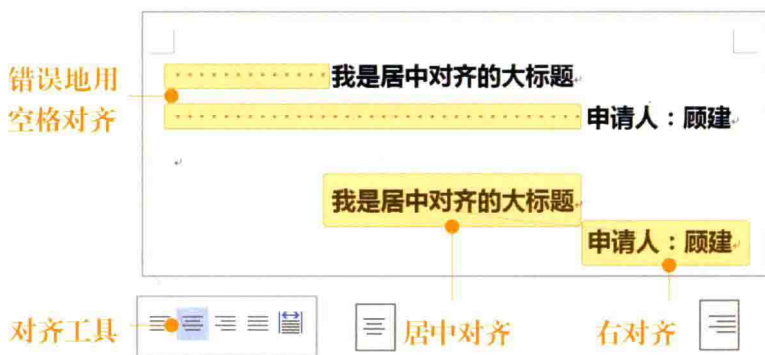 错误地用
空格对齐
我是居中对齐的大标题
申请人：顾建
我是居中对齐的大标题
申请人：顾建
对齐工具
居中对齐
右对齐